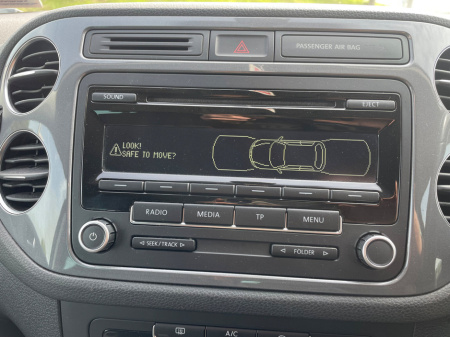 PASSENGER AIR BAG
SOUND
EJECT
LOOK!
SAFE TO MOVE?
RADIO
MEDIA
TP
MENU
SEEK/TRACK
FOLDER
A/C